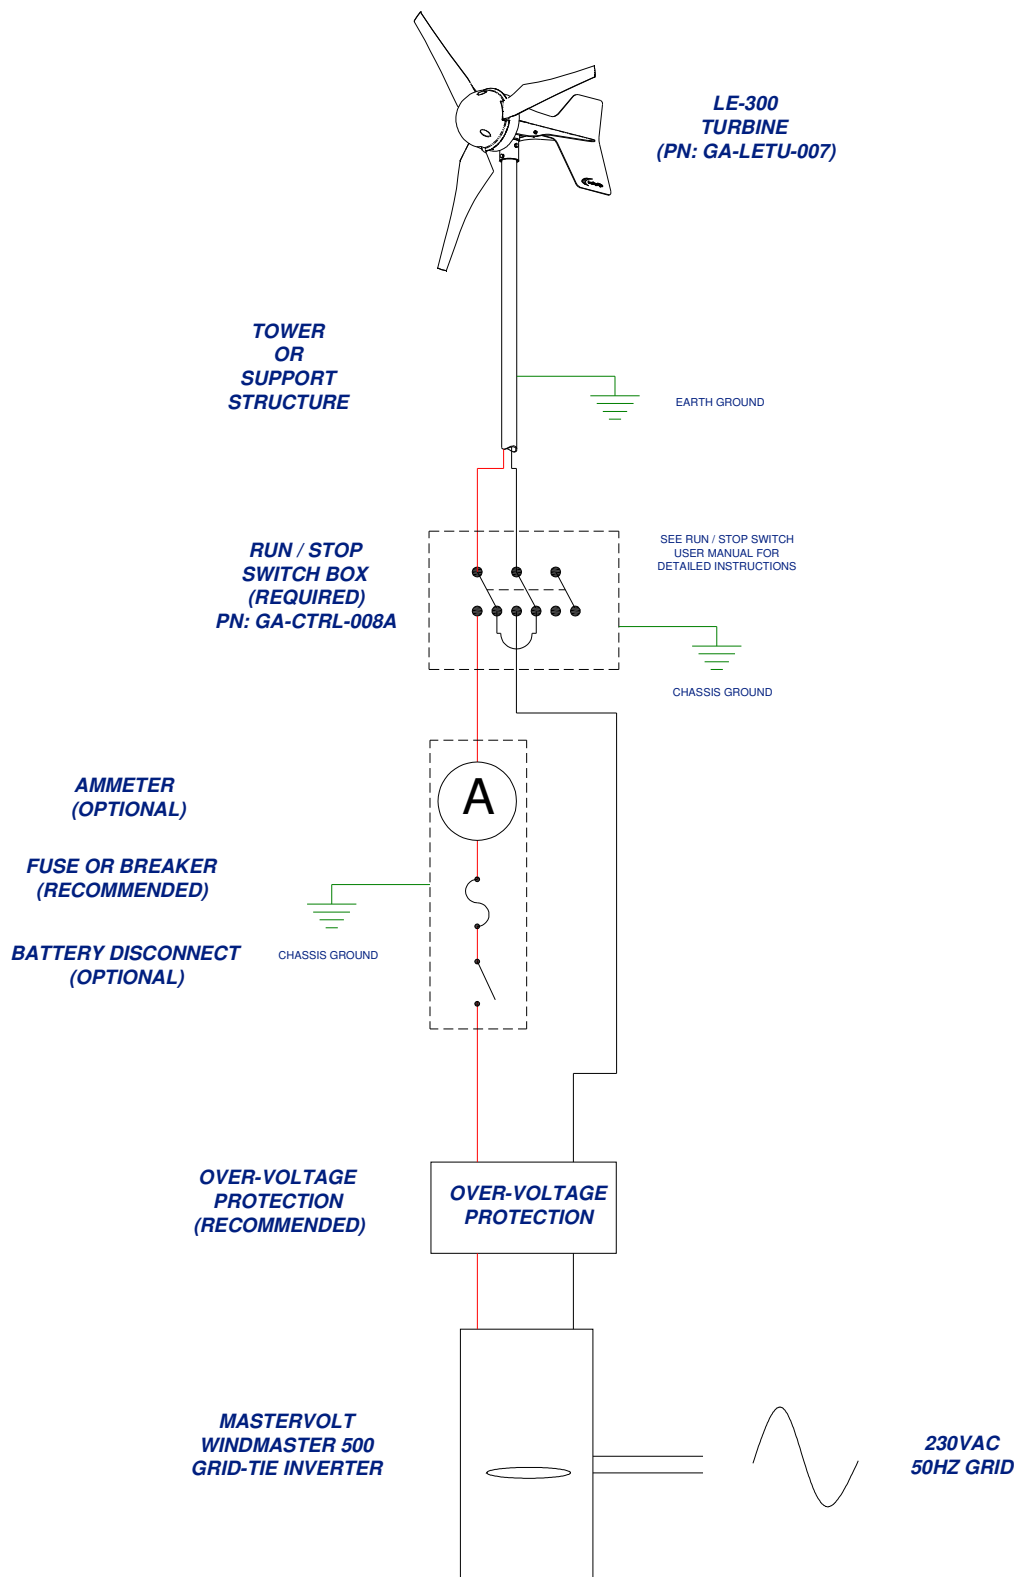 LE-300
TURBINE
(PN: GA-LETU-007)
TOWER
OR
SUPPORT
STRUCTURE
EARTH GROUND
RUN / STOP
SWITCH BOX
(REQUIRED)
PN: GA-CTRL-008A
SEE RUN / STOP SWITCH
USER MANUAL FOR
DETAILED INSTRUCTIONS
CHASSIS GROUND
AMMETER
(OPTIONAL)
A
FUSE OR BREAKER
(RECOMMENDED)
BATTERY DISCONNECT
(OPTIONAL)
CHASSIS GROUND
OVER-VOLTAGE
PROTECTION
(RECOMMENDED)
OVER-VOLTAGE
PROTECTION
MASTERVOLT
WINDMASTER 500
GRID-TIE INVERTER
230VAC
50HZ GRID